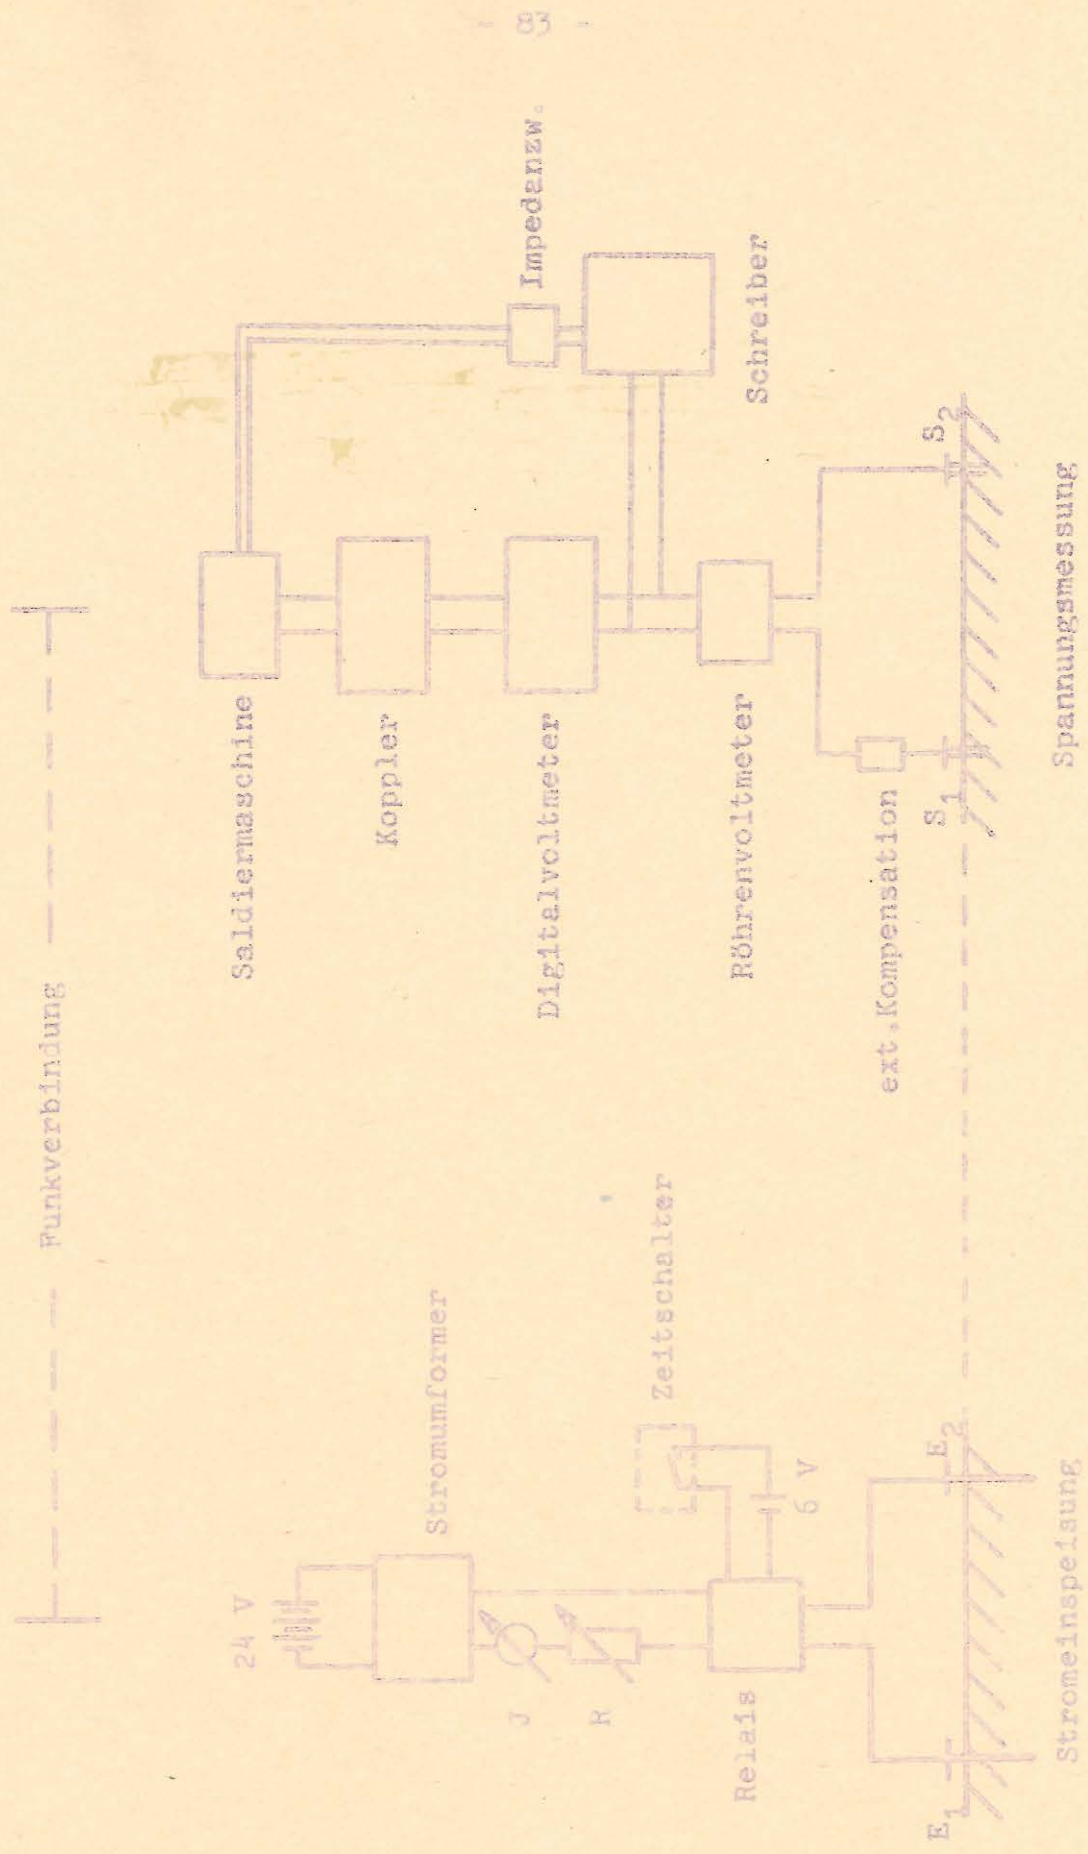 - 83 -
Funkverbindung
24 V
Stromumformer
J
R
Zeitschalter
6 V
Relais
E1
E2
Stromeinspeisung
Saldiermaschine
Koppler
Digitalvoltmeter
Röhrenvoltmeter
Impedanzw.
Schreiber
ext.Kompensation
S1
S2
Spannungsmessung